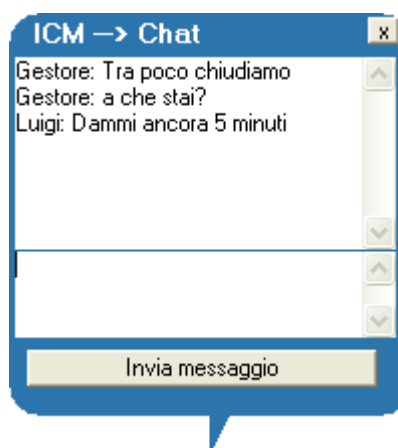 ICM —> Chat
x
Gestore: Tra poco chiudiamo
Gestore: a che stai?
Luigi: Dammi ancora 5 minuti
Invia messaggio